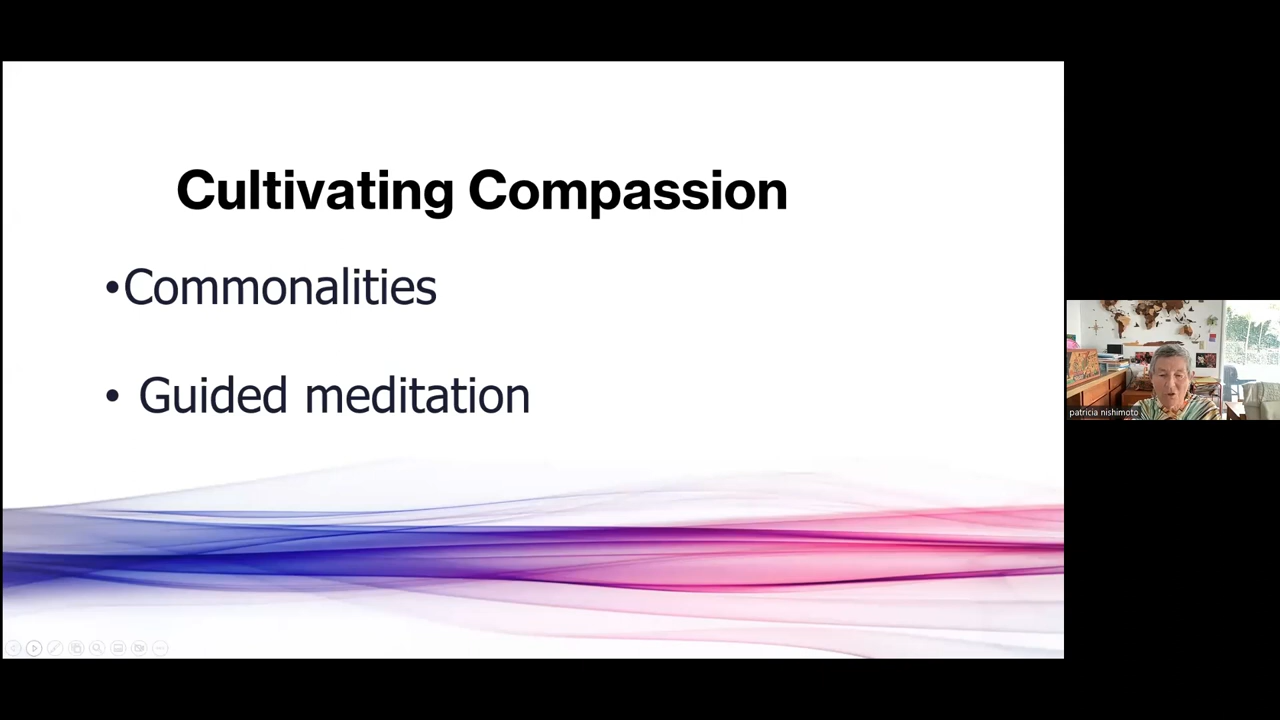 Cultivating Compassion
•Commonalities
• Guided meditation
patricia nishimoto